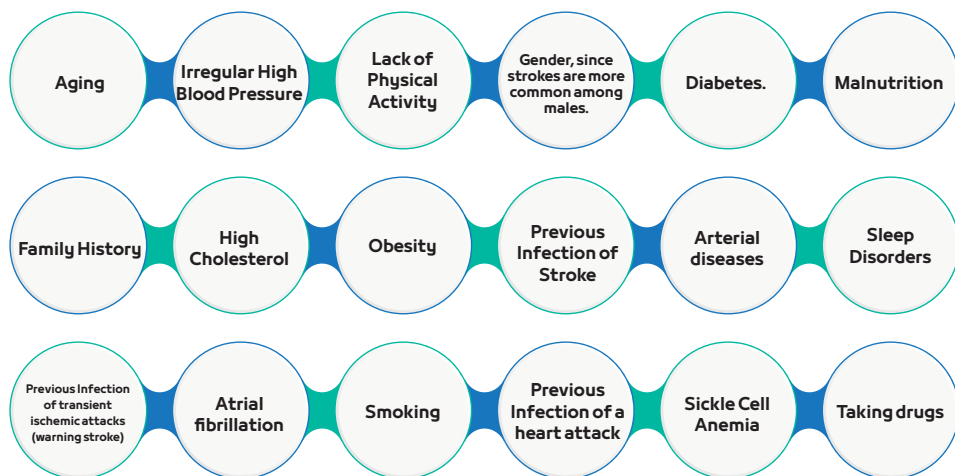 Aging
Irregular High
Blood Pressure
Lack of
Physical
Activity
Gender, since
strokes are more
common among
males.
Diabetes.
Malnutrition
Family History
High
Cholesterol
Obesity
Previous
Infection of
Stroke
Arterial
diseases
Sleep
Disorders
Previous Infection
of transient
ischemic attacks
(warning stroke)
Atrial
fibrillation
Smoking
Previous
Infection of a
heart attack
Sickle Cell
Anemia
Taking drugs